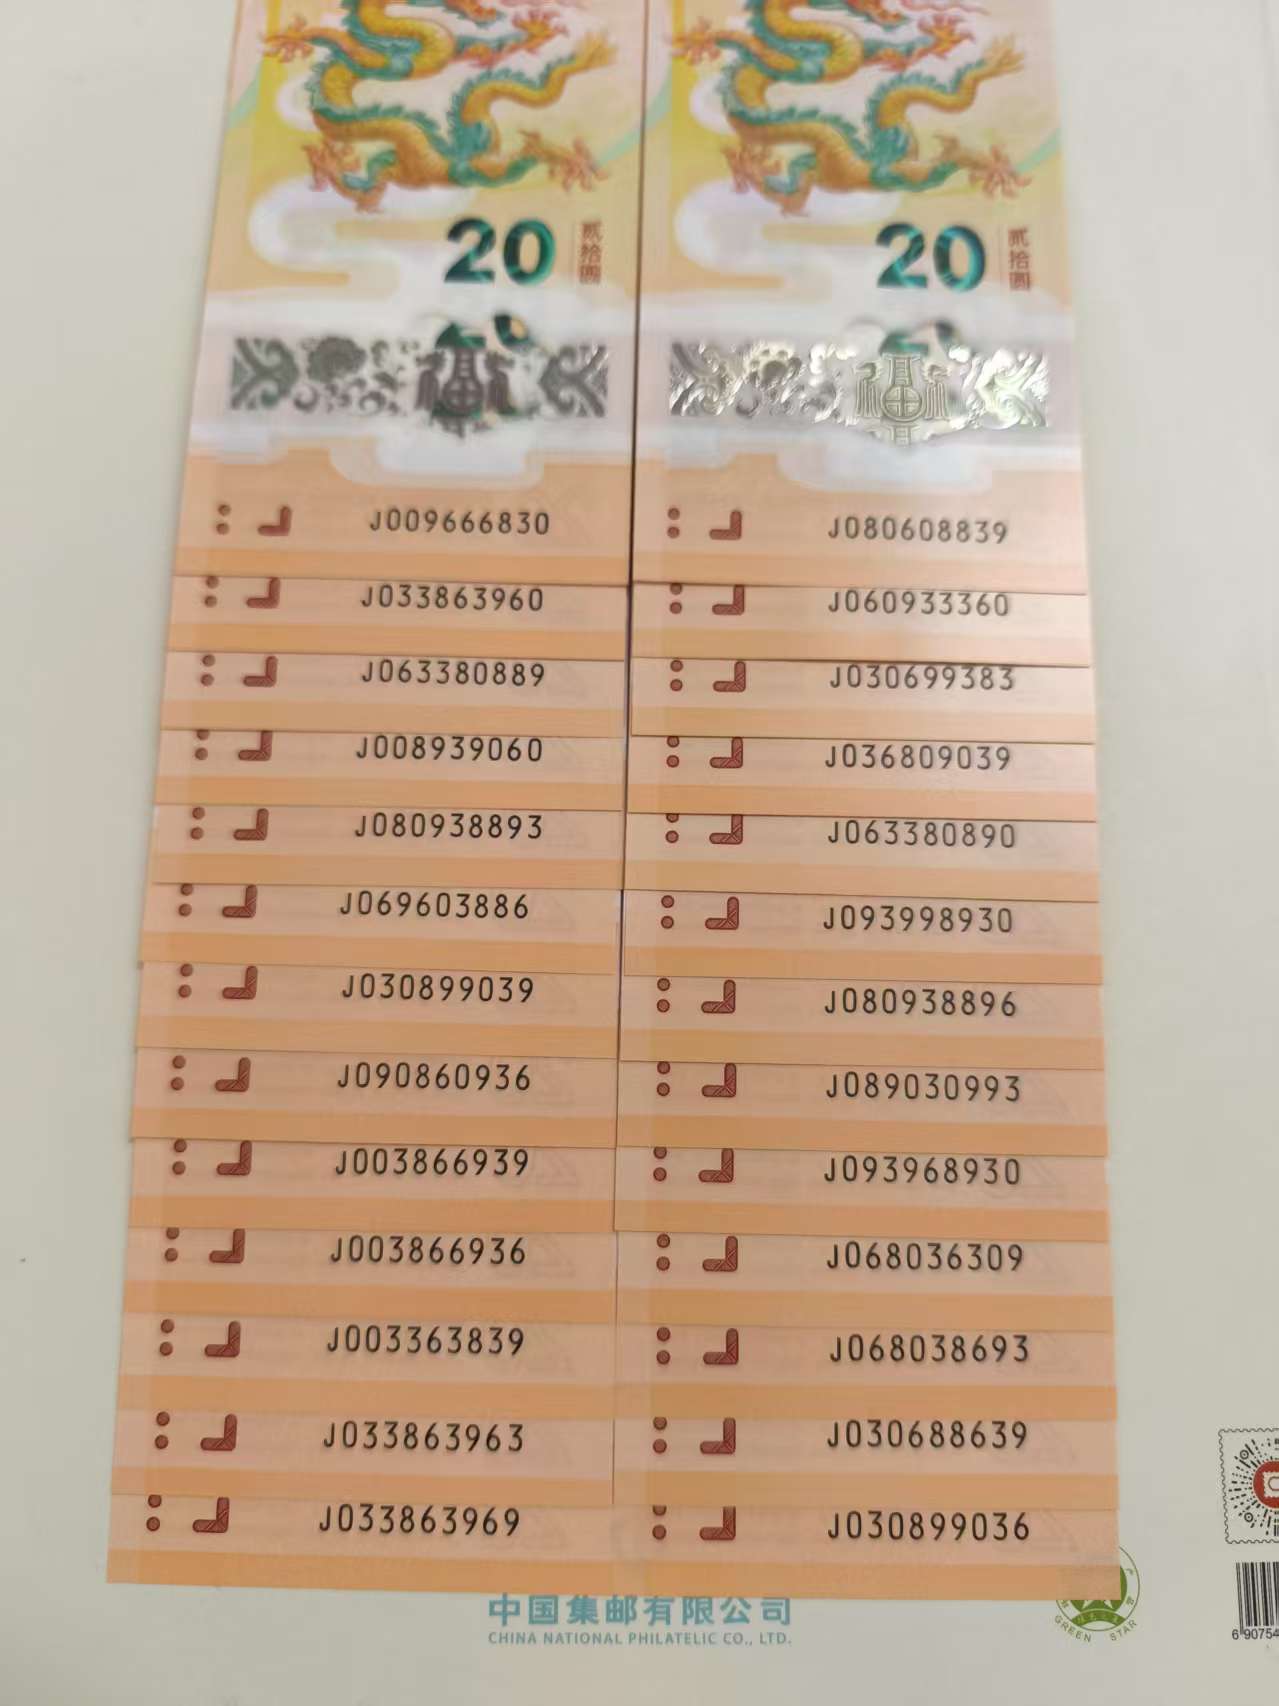 20 贰拾圆
20 贰拾圆
J009666830
J033863960
J063380889
J008939060
J080938893
J069603886
J030899039
J090860936
J003866939
J003866936
J003363839
J033863963
J033863969
J080608839
J060933360
J030699383
J036809039
J063380890
J093998930
J080938896
J089030993
J093968930
J068036309
J068038693
J030688639
J030899036
中国集邮有限公司
CHINA NATIONAL PHILATELIC CO., LTD.
GREEN STAR
6 90754